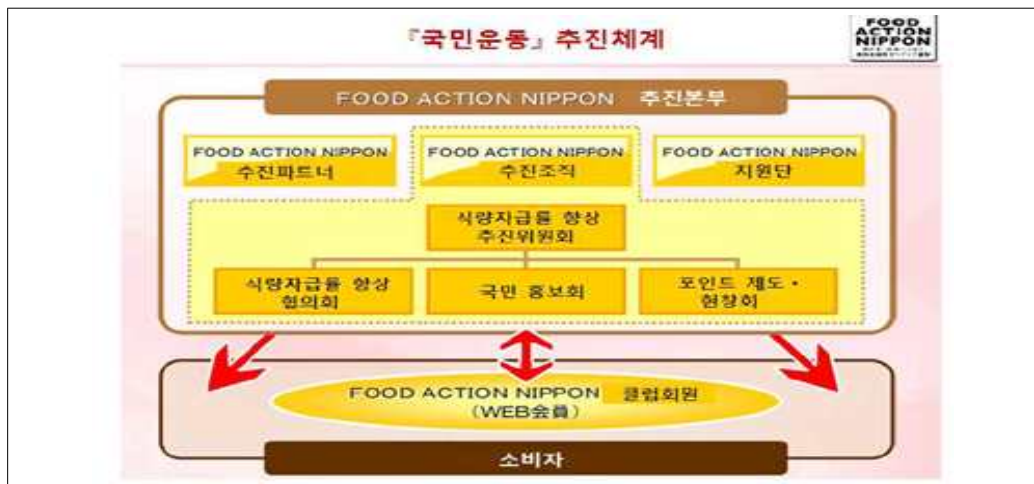 『국민운동』 추진체계
FOOD
ACTION
NIPPON
FOOD ACTION NIPPON 추진본부
FOOD ACTION NIPPON
추진파트너
FOOD ACTION NIPPON
추진조직
FOOD ACTION NIPPON
지원단
식량자급률 향상
추진위원회
식량자급률 향상
협의회
국민 홍보회
포인트 제도·
현창회
FOOD ACTION NIPPON 클럽회원
(WEB会員)
소비자